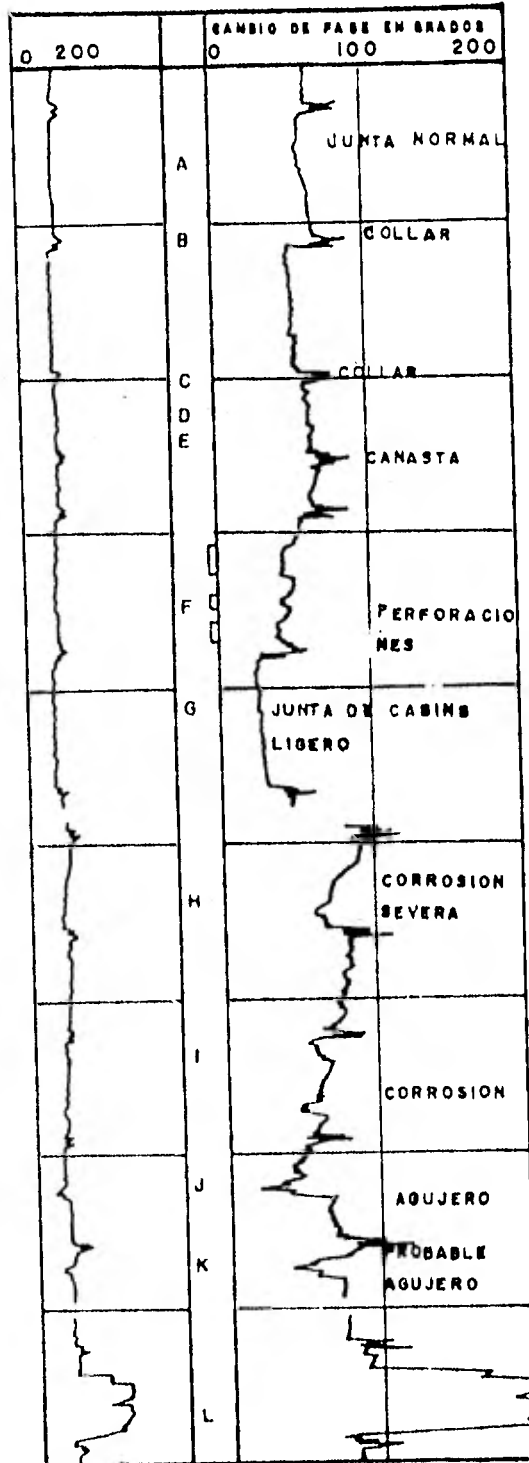 CAMBIO DE FASE EN GRADOS
0 200 0 100 200
JUNTA NORMAL
A
B COLLAR
C COLLAR
D
E CANASTA
F PERFORACIO
NES
G JUNTA DE CASING
LIGERO
CORROSION
H SEVERA
I
CORROSION
J AGUJERO
PROBABLE
K AGUJERO
L